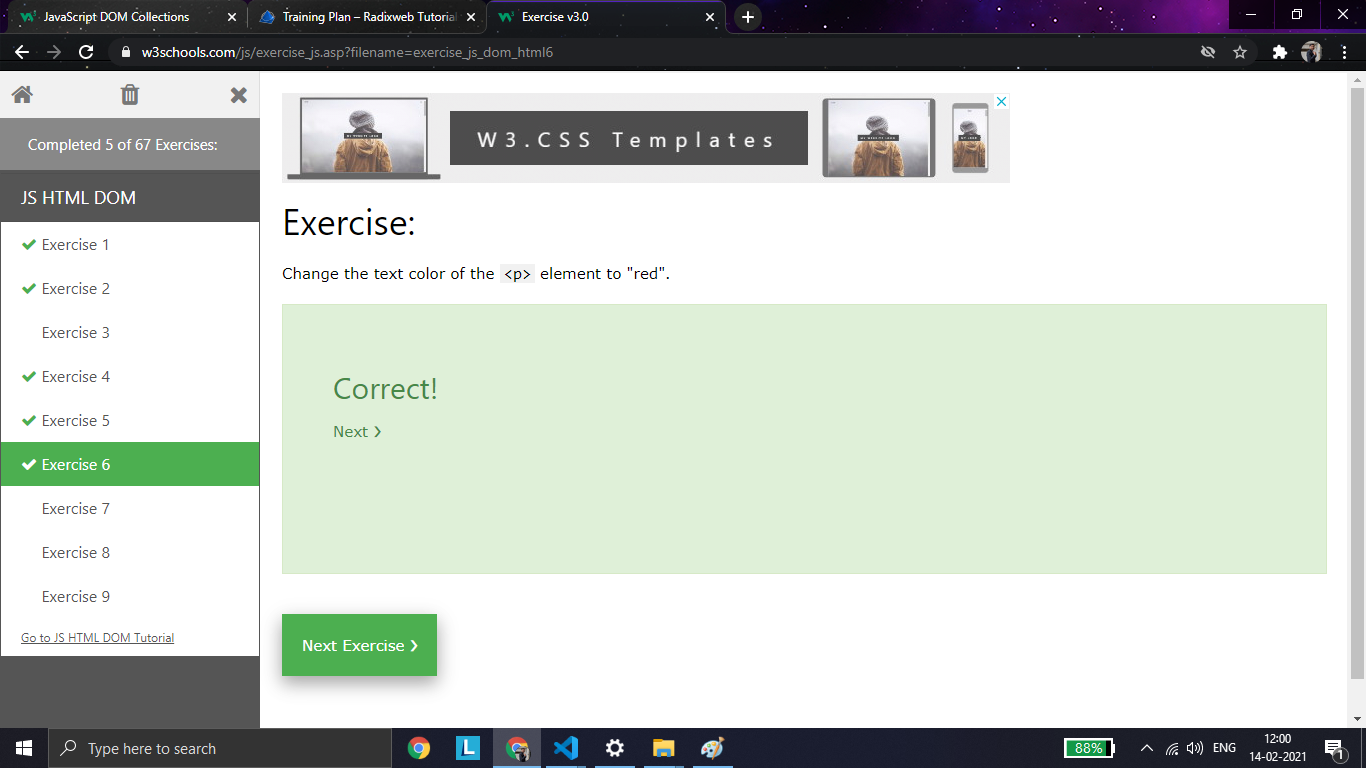 JavaScript DOM Collections
Training Plan – Radixweb Tutorial
Exercise v3.0
w3schools.com/js/exercise_js.asp?filename=exercise_js_dom_html6
Completed 5 of 67 Exercises:
JS HTML DOM
Exercise 1
Exercise 2
Exercise 3
Exercise 4
Exercise 5
Exercise 6
Exercise 7
Exercise 8
Exercise 9
Go to JS HTML DOM Tutorial
W3.CSS Templates
Exercise:
Change the text color of the <p> element to "red".
Correct!
Next ❯
Next Exercise ❯
Type here to search
L
88%
ENG
12:00
14-02-2021
1